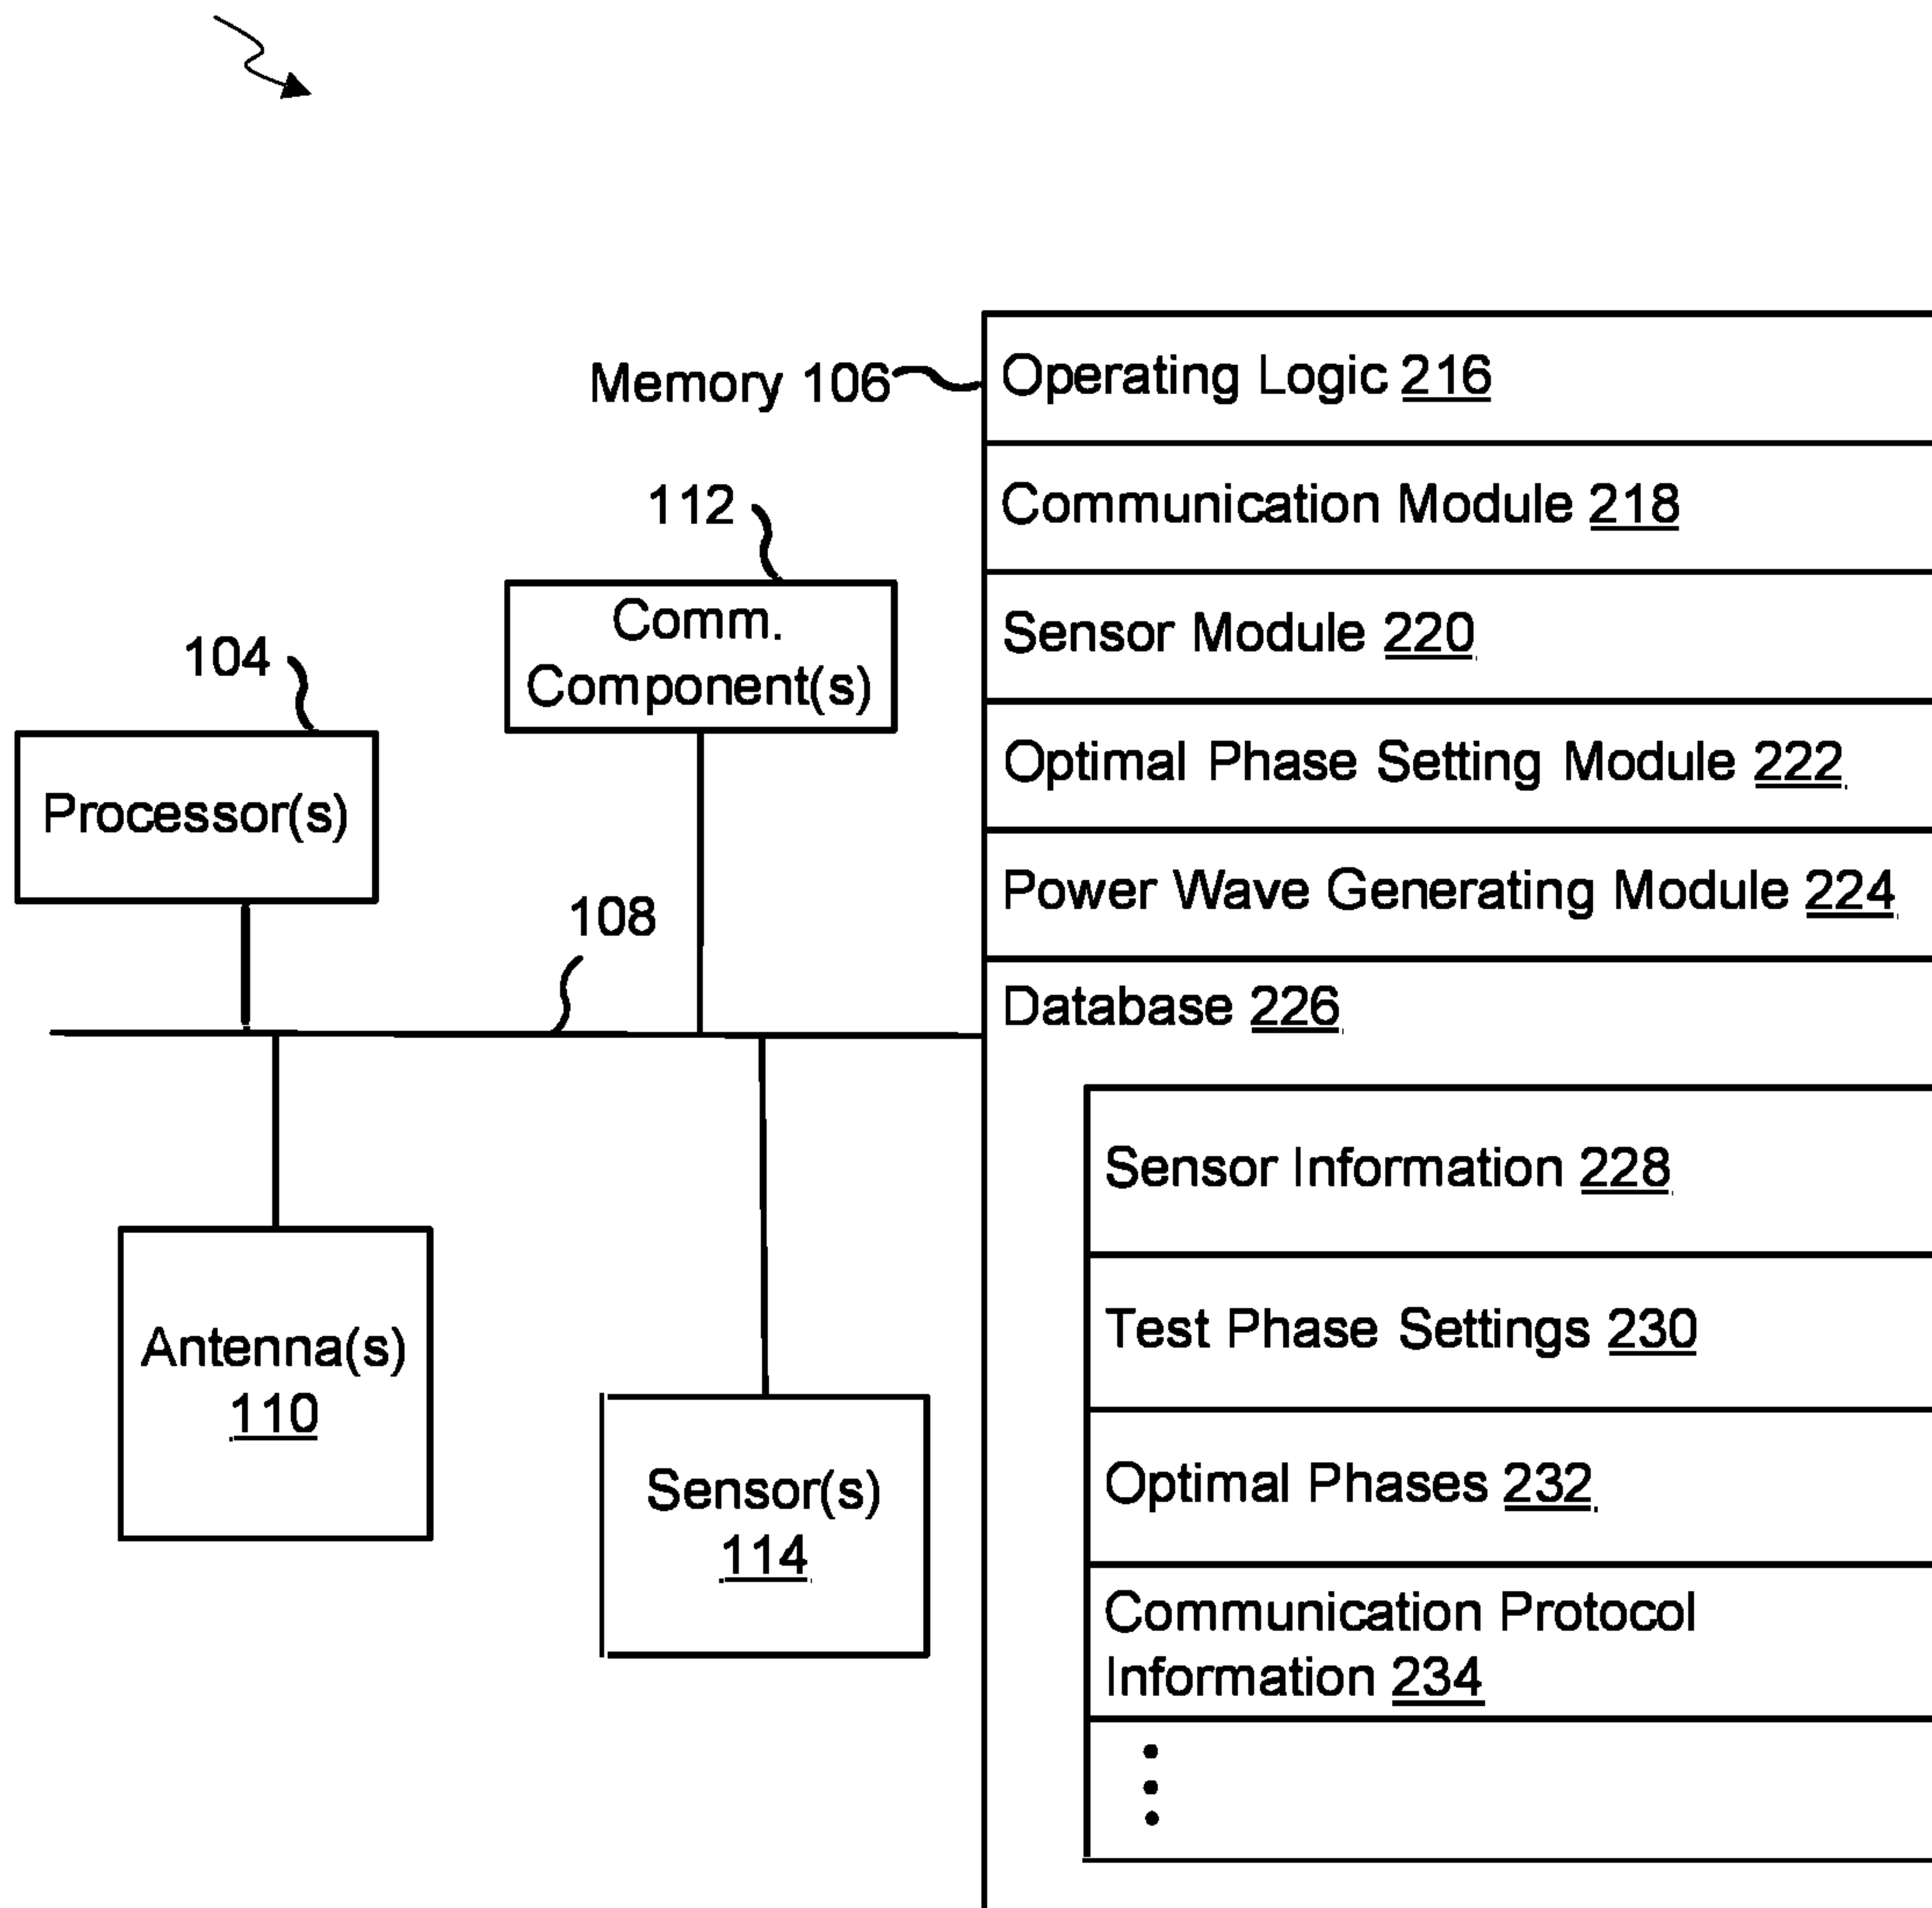 Memory 106
112
Comm.
Component(s)
104
Processor(s)
108
Antenna(s)
110
Sensor(s)
114
Operating Logic 216
Communication Module 218
Sensor Module 220
Optimal Phase Setting Module 222
Power Wave Generating Module 224
Database 226
Sensor Information 228
Test Phase Settings 230
Optimal Phases 232
Communication Protocol
Information 234